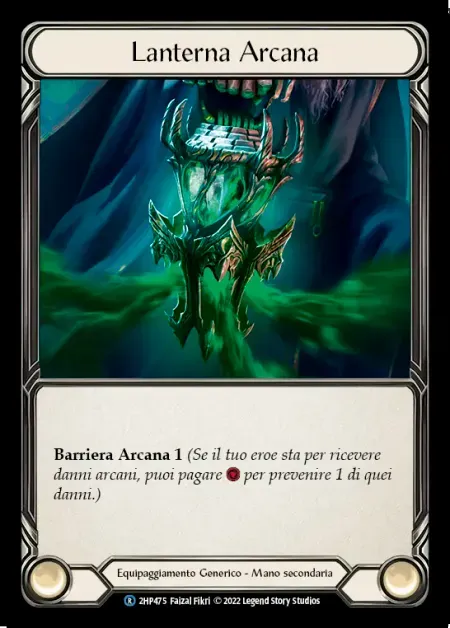 Lanterna Arcana
Barriera Arcana 1 (Se il tuo eroe sta per ricevere
danni arcani, puoi pagare per prevenire 1 di quei
danni.)
Equipaggiamento Generico - Mano secondaria
R 2HP475 Faizal Fikri © 2022 Legend Story Studios